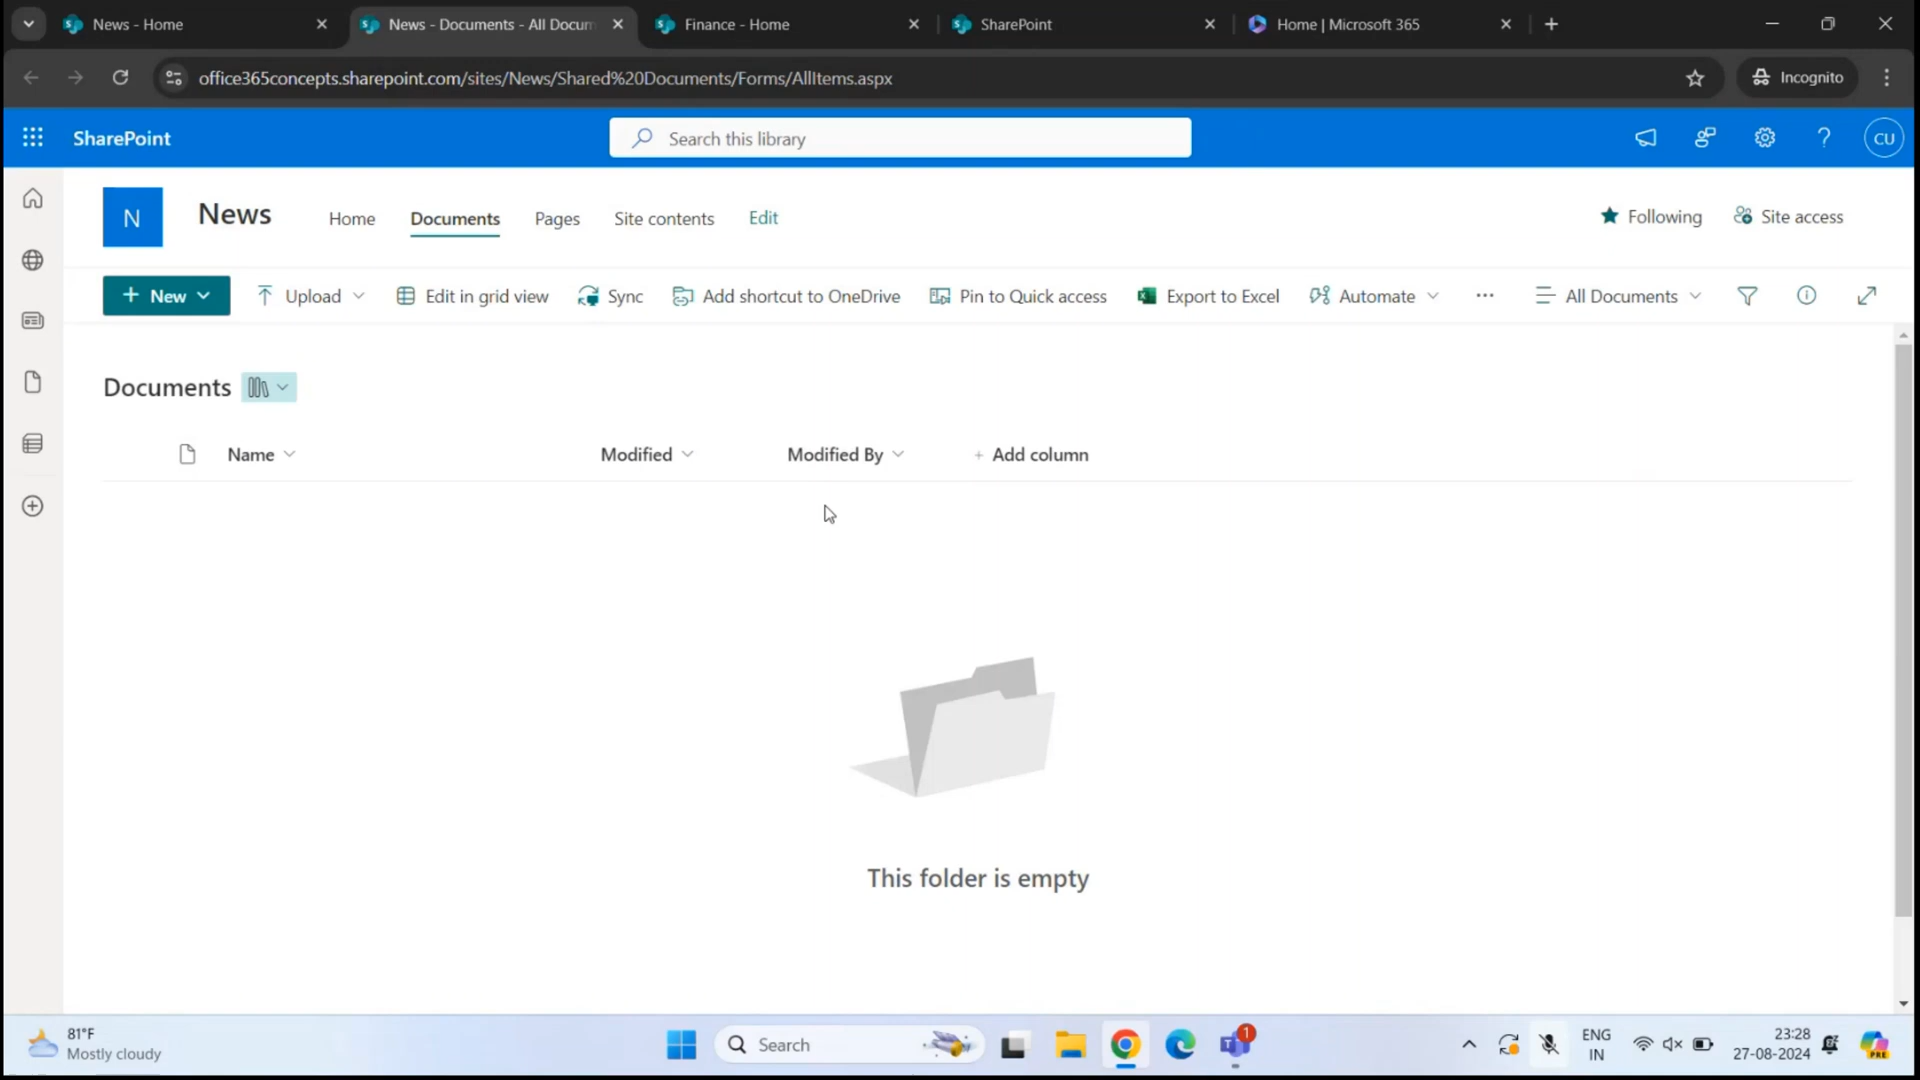 News - Home
News - Documents - All Docum
Finance - Home
SharePoint
Home | Microsoft 365
office365concepts.sharepoint.com/sites/News/Shared%20Documents/Forms/AllItems.aspx
Incognito
SharePoint
Search this library
CU
N
News
Home
Documents
Pages
Site contents
Edit
Following
Site access
New
Upload
Edit in grid view
Sync
Add shortcut to OneDrive
Pin to Quick access
Export to Excel
Automate
All Documents
Documents
Name
Modified
Modified By
+ Add column
This folder is empty
81°F
Mostly cloudy
Search
1
ENG
IN
23:28
27-08-2024
PRE